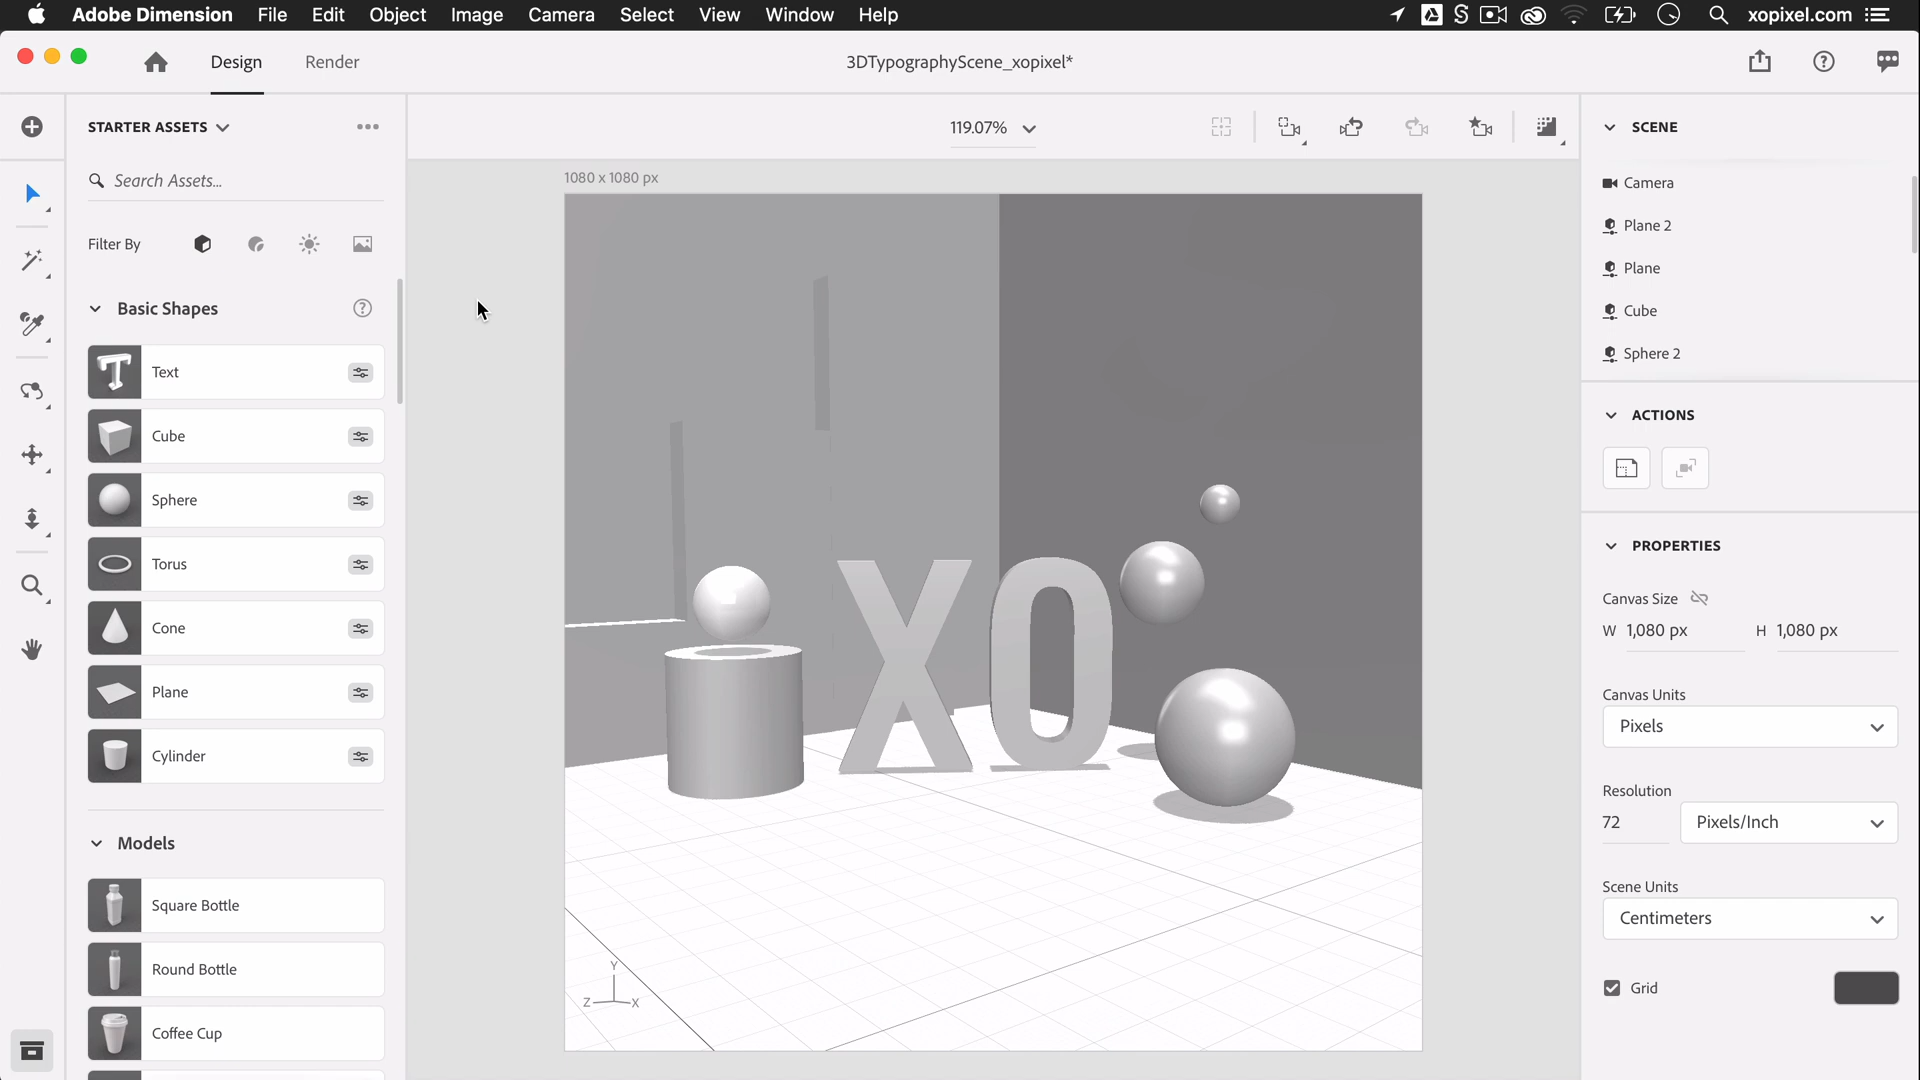 Adobe Dimension File Edit Object Image Camera Select View Window Help xopixel.com
Design Render 3DTypographyScene_xopixel*
STARTER ASSETS
119.07%
Search Assets...
Filter By
Basic Shapes
Text
Cube
Sphere
Torus
Cone
Plane
Cylinder
Models
Square Bottle
Round Bottle
Coffee Cup
1080 x 1080 px
XO
Y
Z X
SCENE
Camera
Plane 2
Plane
Cube
Sphere 2
ACTIONS
PROPERTIES
Canvas Size
W 1,080 px H 1,080 px
Canvas Units
Pixels
Resolution
72 Pixels/Inch
Scene Units
Centimeters
Grid